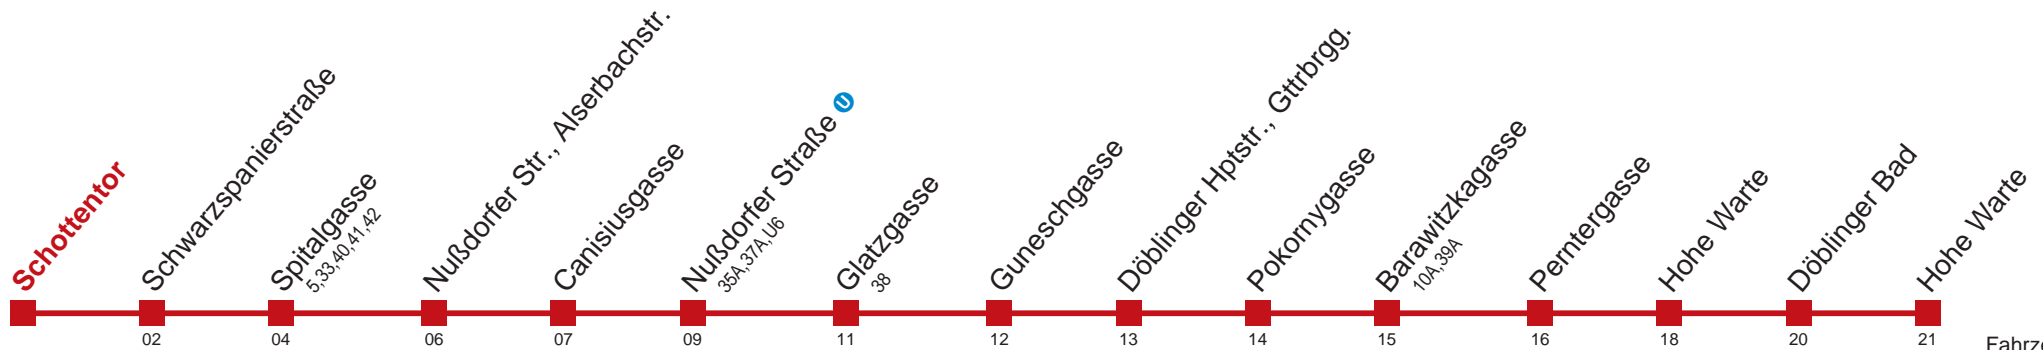 Schottentor
Schwarzspanierstraße
Spitalgasse
5,33,40,41,42
Nußdorfer Str., Alserbachstr.
Canisiusgasse
Nußdorfer Straße U
35A,37A,U6
Glatzgasse
38
Guneschgasse
Döblinger Hptstr., Gttrbrgg.
Pokornygasse
Barawitzkagasse
10A,39A
Perntergasse
Hohe Warte
Döblinger Bad
Hohe Warte
02 04 06 07 09 11 12 13 14 15 16 18 20 21
Fahrz